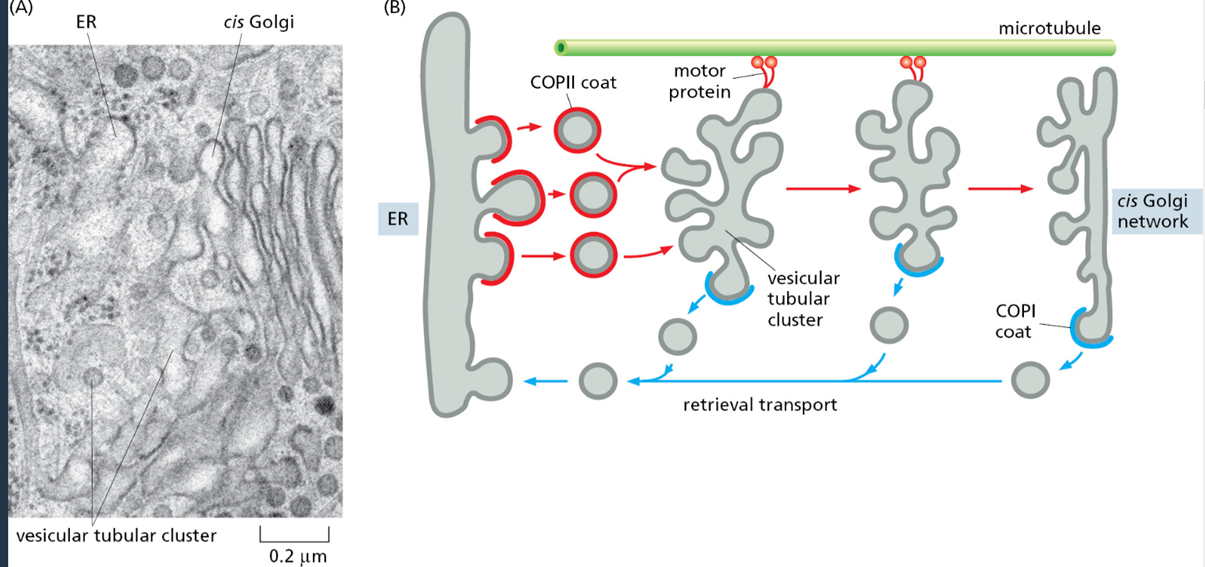 (A)
ER
cis Golgi
vesicular tubular cluster
0.2 μm
(B)
microtubule
motor
protein
COPII coat
ER
cis Golgi
network
vesicular
tubular
cluster
COPI
coat
retrieval transport